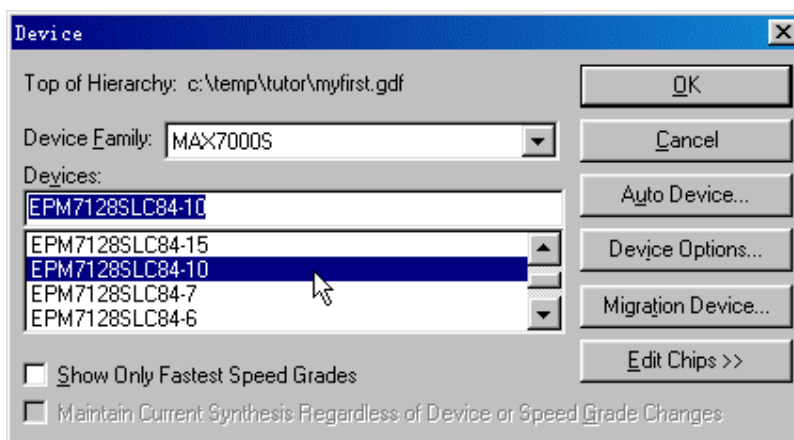 Device
Top of Hierarchy: c:\temp\tutor\myfirst.gdf
OK
Device Family: MAX7000S
Cancel
Devices:
EPM7128SLC84-10
Auto Device...
EPM7128SLC84-15
EPM7128SLC84-10
EPM7128SLC84-7
EPM7128SLC84-6
Device Options...
Migration Device...
Edit Chips >>
Show Only Fastest Speed Grades
Maintain Current Synthesis Regardless of Device or Speed Grade Changes